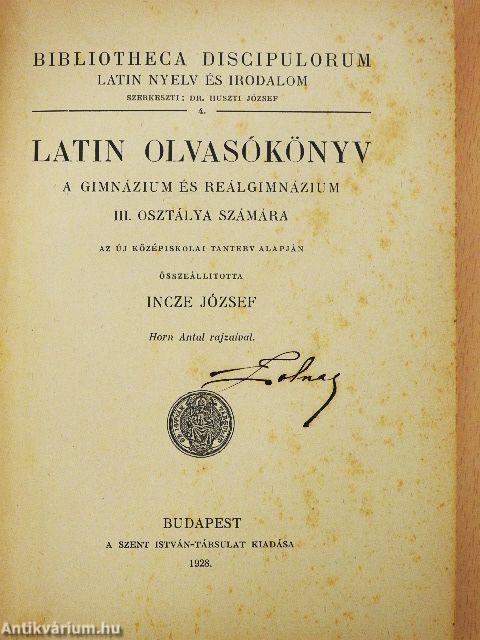 BIBLIOTHECA DISCIPULORUM
LATIN NYELV ÉS IRODALOM
SZERKESZTI: DR. HUSZTI JÓZSEF
4.
LATIN OLVASÓKÖNYV
A GIMNÁZIUM ÉS REÁLGIMNÁZIUM
III. OSZTÁLYA SZÁMÁRA
AZ ÚJ KÖZÉPISKOLAI TANTERV ALAPJÁN
ÖSSZEÁLLITOTTA
INCZE JÓZSEF
Horn Antal rajzaival.
BUDAPEST
A SZENT ISTVÁN-TÁRSULAT KIADÁSA
1928.
Antikvárium.hu